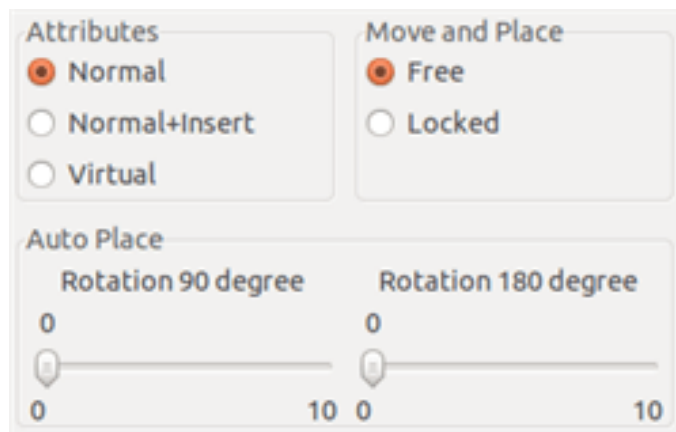 Attributes
Normal
Normal+Insert
Virtual
Move and Place
Free
Locked
Auto Place
Rotation 90 degree
0
0 10
Rotation 180 degree
0
0 10